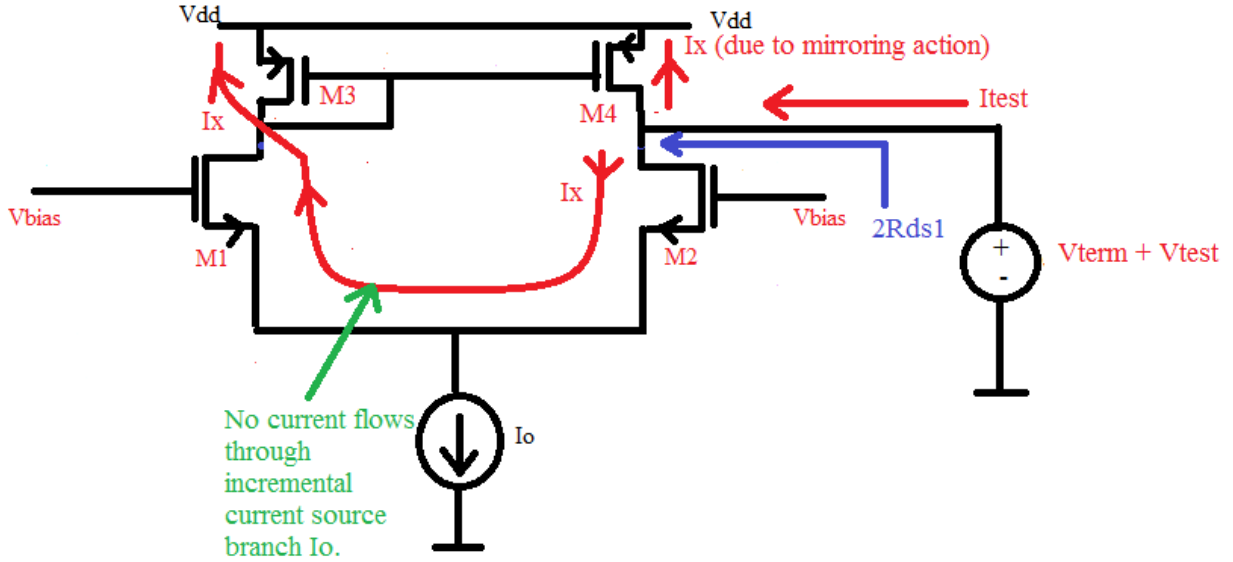 Vdd
Vdd
Ix (due to mirroring action)
M3
M4
Itest
Ix
Ix
Vbias
Vbias
2Rds1
M1
M2
+
-
Vterm + Vtest
No current flows
through
incremental
current source
branch Io.
Io